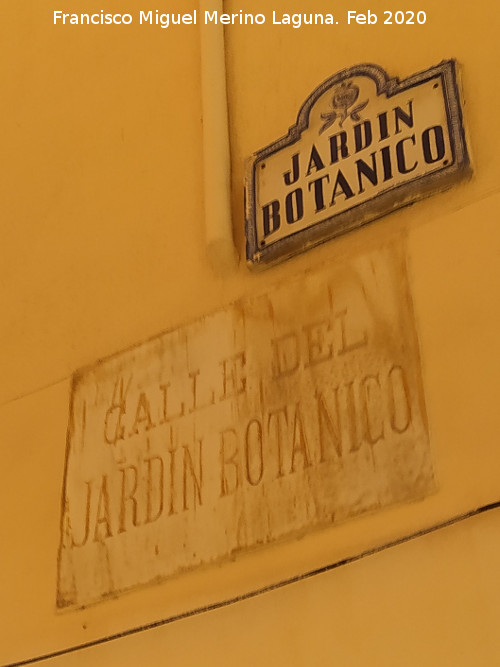 Francisco Miguel Merino Laguna. Feb 2020
JARDIN
BOTANICO
CALLE DEL
JARDIN BOTANICO